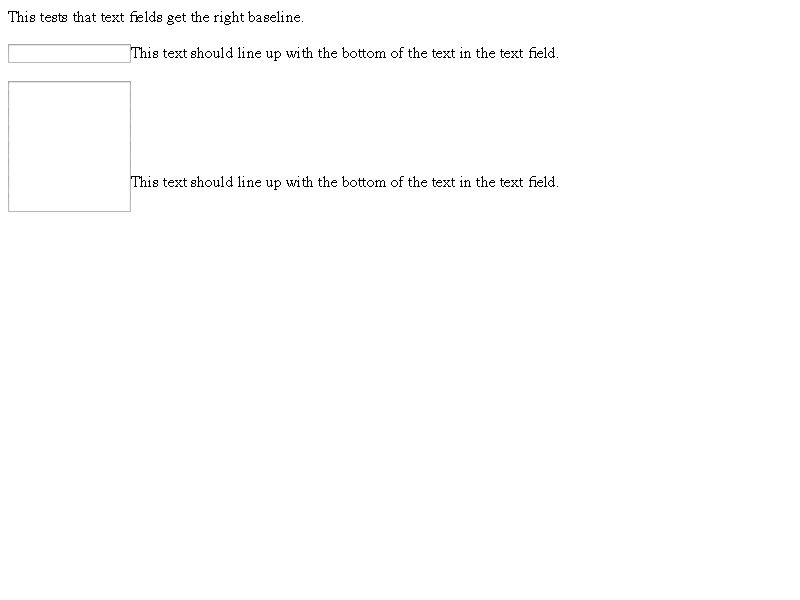 This tests that text fields get the right baseline.
This text should line up with the bottom of the text in the text field.
This text should line up with the bottom of the text in the text field.